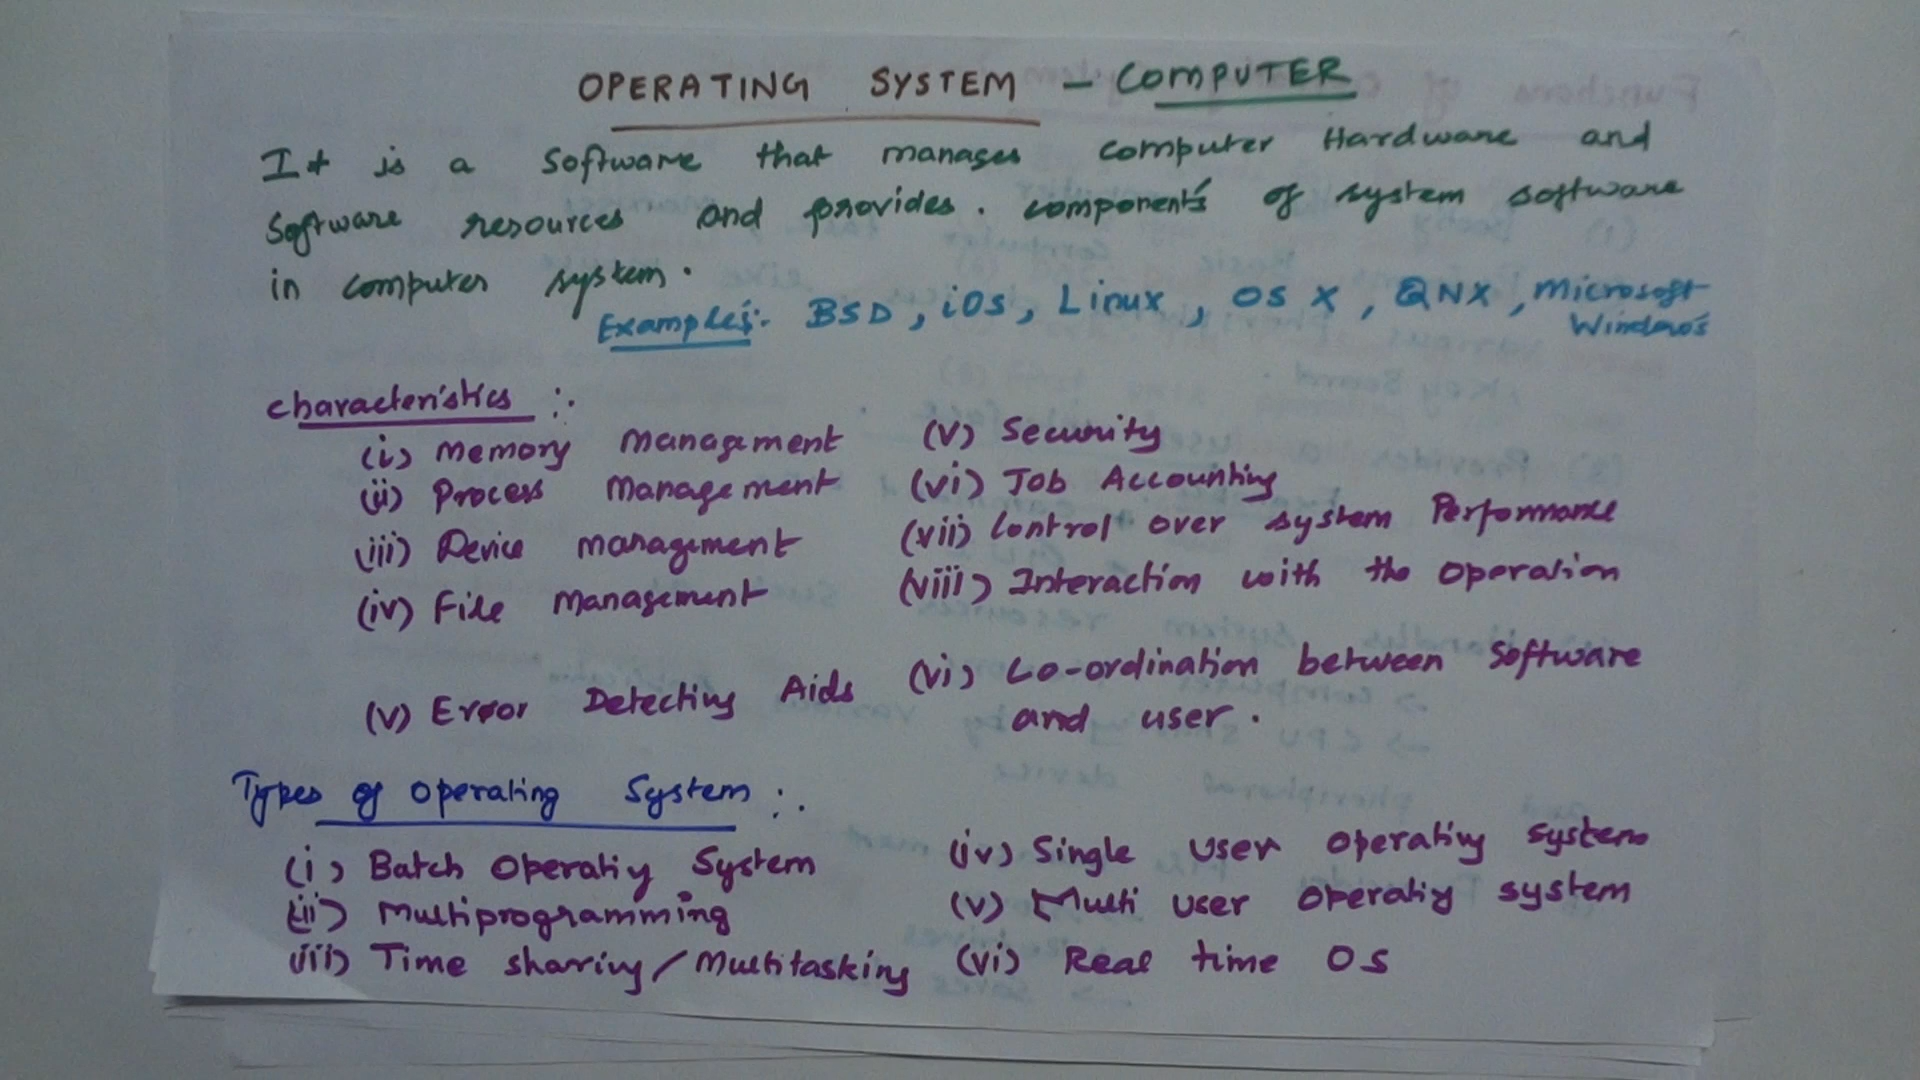 OPERATING SYSTEM - COMPUTER
It is a Software that manages computer Hardware and
Software resources and provides. components of system software
in computer system.
Examples:- BSD, iOS, Linux, OS X, QNX, Microsoft
Windows
Characteristics :-
(i) Memory Management
(ii) Process Management
(iii) Device Management
(iv) File Management
(v) Security
(vi) Job Accounting
(vii) Control over system Performance
(viii) Interaction with the operation
(v) Error Detecting Aids
(vi) Co-ordination between Software
and user.
Types of Operating System :-
(i) Batch Operating System
(ii) Multiprogramming
(iii) Time sharing / Multitasking
(iv) Single User Operating Systems
(v) Multi User Operating System
(vi) Real time OS